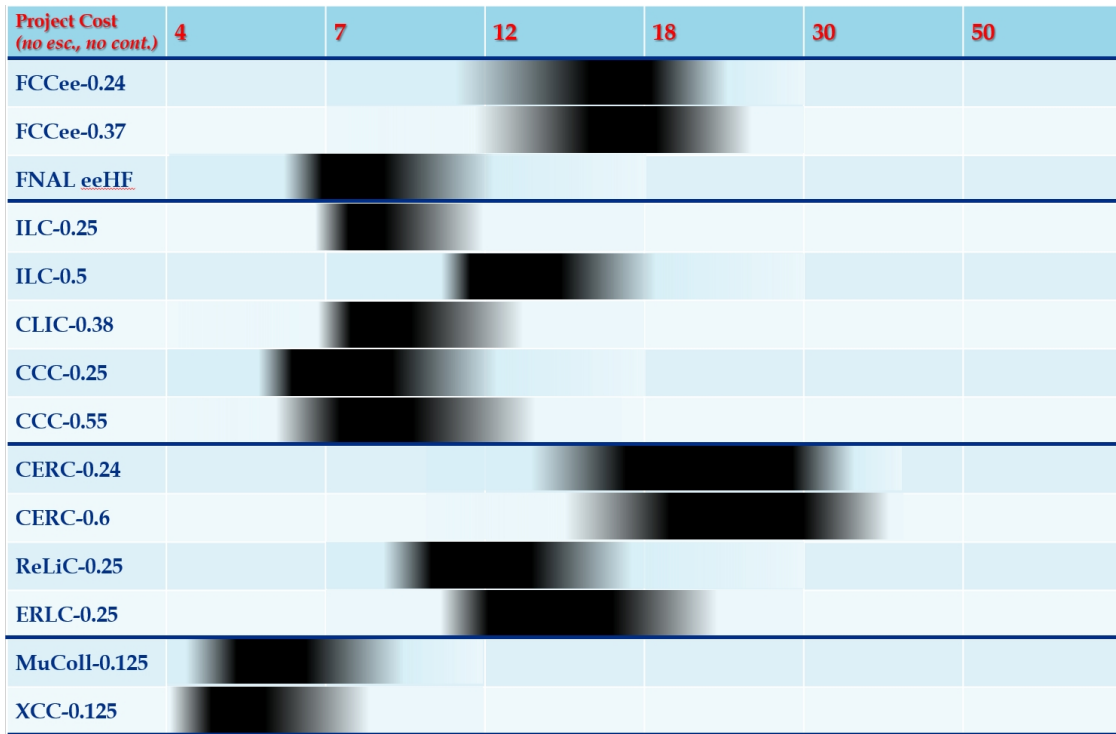 Project Cost
(no esc., no cont.) 4 7 12 18 30 50
FCCee-0.24
FCCee-0.37
FNAL eeHF
ILC-0.25
ILC-0.5
CLIC-0.38
CCC-0.25
CCC-0.55
CERC-0.24
CERC-0.6
ReLiC-0.25
ERLC-0.25
MuColl-0.125
XCC-0.125